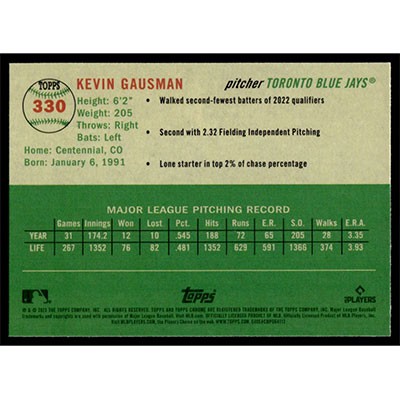 TOPPS
330
KEVIN GAUSMAN
pitcher TORONTO BLUE JAYS®
Height: 6'2"
Weight: 205
Throws: Right
Bats: Left
Home: Centennial, CO
Born: January 6, 1991
• Walked second-fewest batters of 2022 qualifiers
• Second with 2.32 Fielding Independent Pitching
• Lone starter in top 2% of chase percentage
MAJOR LEAGUE PITCHING RECORD
Games Innings Won Lost Pct. Hits Runs E.R. S.O. Walks E.R.A.
YEAR 31 174.2 12 10 .545 188 72 65 205 28 3.35
LIFE 267 1352 76 82 .481 1352 629 591 1366 374 3.93
Topps
PLAYERS